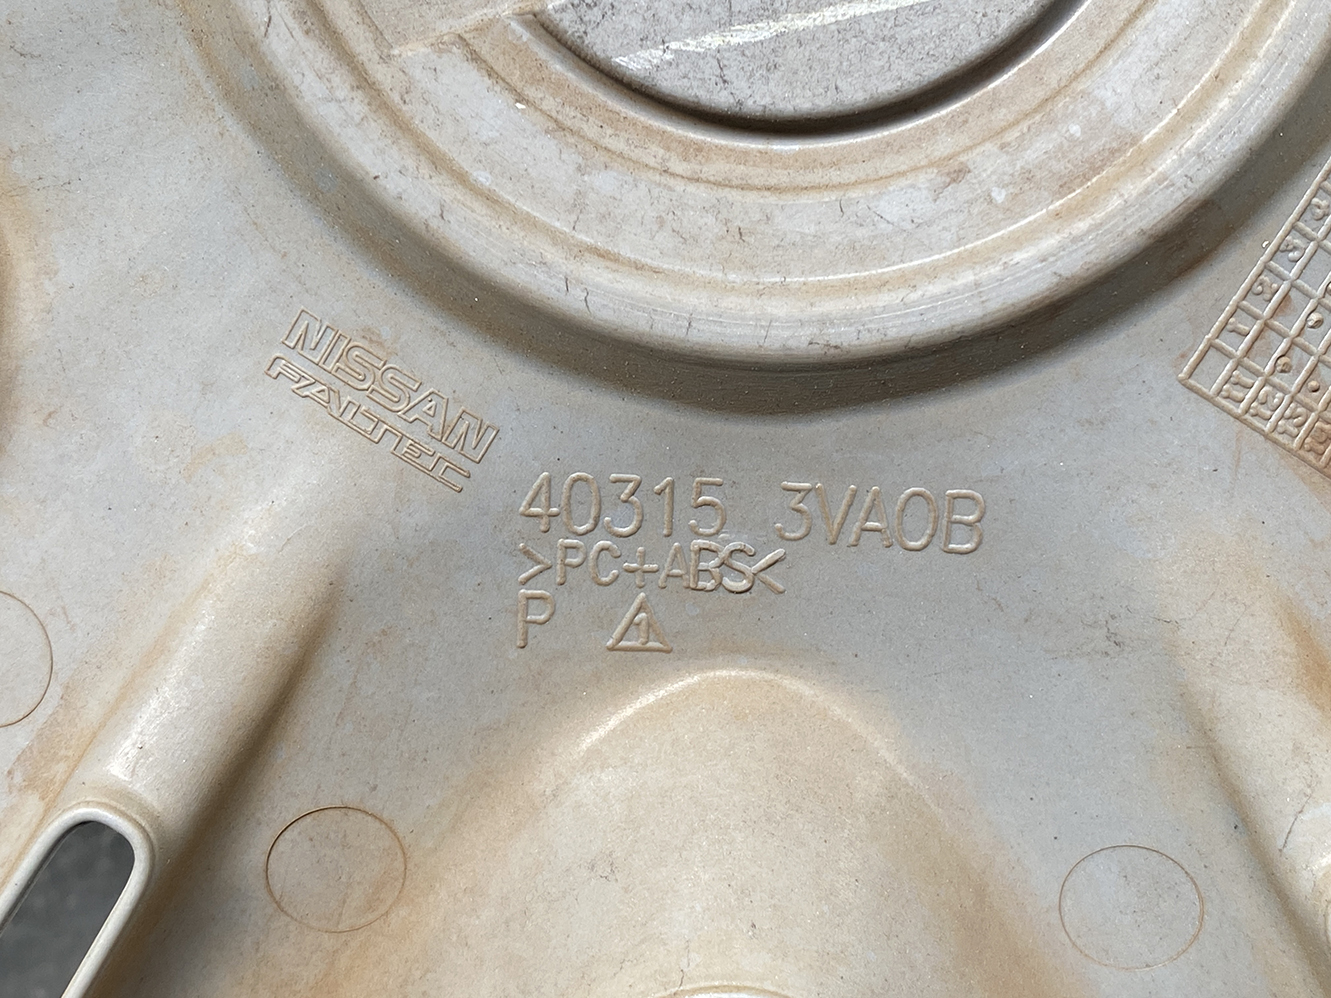 NISSAN
FALTEC
40315 3VA0B
>PC+ABS<
P 1